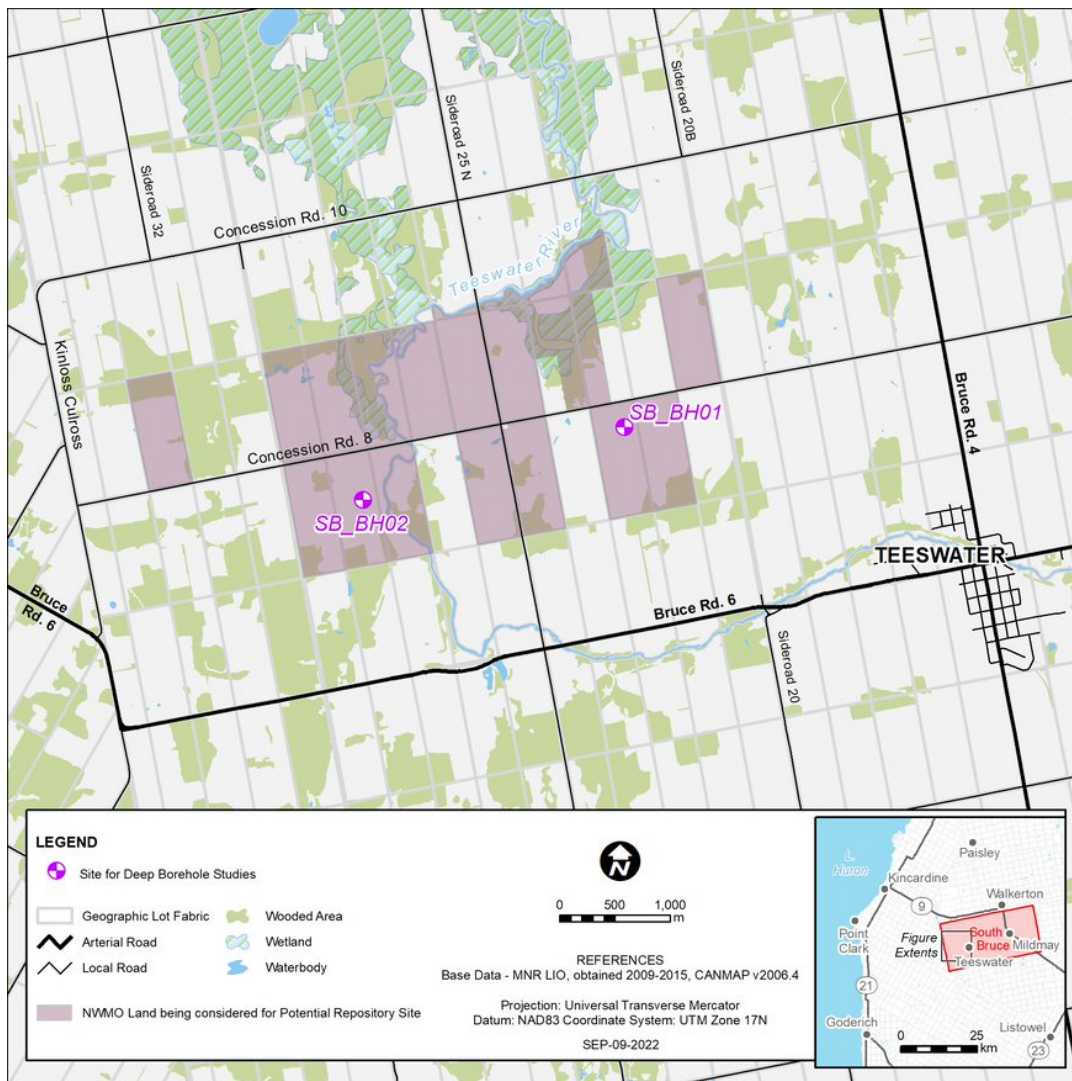 Sideroad 20B
Sideroad 25 N
Sideroad 32
Concession Rd. 10
Teeswater River
Kinloss Culross
Bruce Rd. 4
SB_BH01
Concession Rd. 8
SB_BH02
TEESWATER
Bruce
Rd. 6
Bruce Rd. 6
Sideroad 20
LEGEND
Site for Deep Borehole Studies
Geographic Lot Fabric
Arterial Road
Local Road
Wooded Area
Wetland
Waterbody
NWMO Land being considered for Potential Repository Site
N
0 500 1,000
m
REFERENCES
Base Data - MNR LIO, obtained 2009-2015, CANMAP v2006.4
Projection: Universal Transverse Mercator
Datum: NAD83 Coordinate System: UTM Zone 17N
SEP-09-2022
L.
Huron
Paisley
Kincardine
Walkerton
9
Point
Clark
Figure
Extents
South
Bruce
Mildmay
Teeswater
21
Goderich
0 25
km
Listowel
23